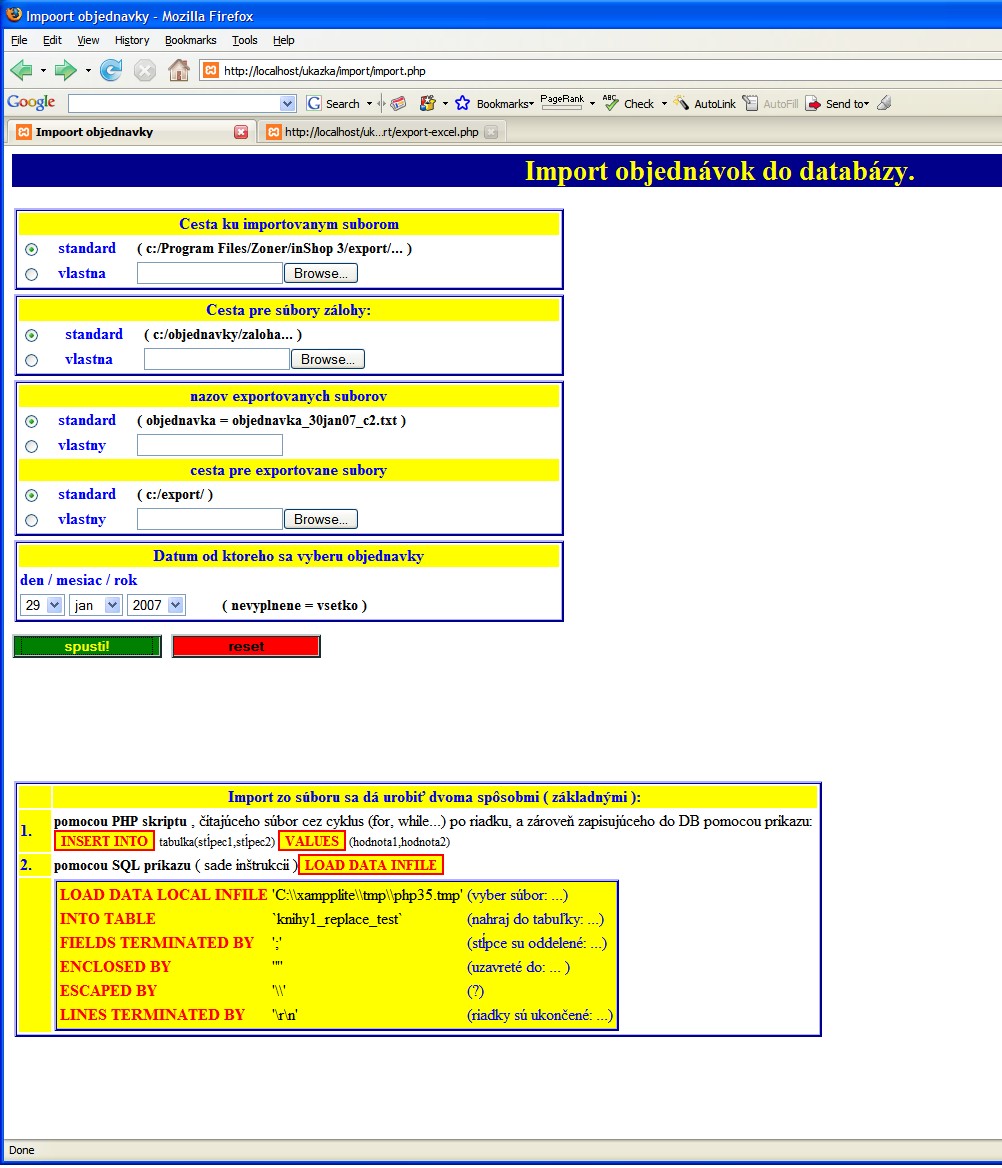 Impoort objednavky - Mozilla Firefox
File Edit View History Bookmarks Tools Help
http://localhost/ukazka/import/import.php
Google Search Bookmarks PageRank ABC Check AutoLink AutoFill Send to
Impoort objednavky http://localhost/uk...rt/export-excel.php
Import objednávok do databázy.
Cesta ku importovanym suborom
standard ( c:/Program Files/Zoner/inShop 3/export/... )
vlastna Browse...
Cesta pre súbory zálohy:
standard ( c:/objednavky/zaloha... )
vlastna Browse...
nazov exportovanych suborov
standard ( objednavka = objednavka_30jan07_c2.txt )
vlastny
cesta pre exportovane subory
standard ( c:/export/ )
vlastny Browse...
Datum od ktoreho sa vyberu objednavky
den / mesiac / rok
29 jan 2007 ( nevyplnene = vsetko )
spusti! reset
Import zo súboru sa dá urobiť dvoma spôsobmi ( základnými ):
1. pomocou PHP skriptu , čítajúceho súbor cez cyklus (for, while...) po riadku, a zároveň zapisujúceho do DB pomocou prikazu:
INSERT INTO tabulka(stĺpec1,stĺpec2) VALUES (hodnota1,hodnota2)
2. pomocou SQL príkazu ( sade inštrukcii ) LOAD DATA INFILE
LOAD DATA LOCAL INFILE 'C:\\xampplite\\tmp\\php35.tmp' (vyber súbor: ...)
INTO TABLE `knihy1_replace_test` (nahraj do tabuľky: ...)
FIELDS TERMINATED BY ';' (stĺpce su oddelené: ...)
ENCLOSED BY '"' (uzavreté do: ... )
ESCAPED BY '\\' (?)
LINES TERMINATED BY '\r\n' (riadky sú ukončené: ...)
Done